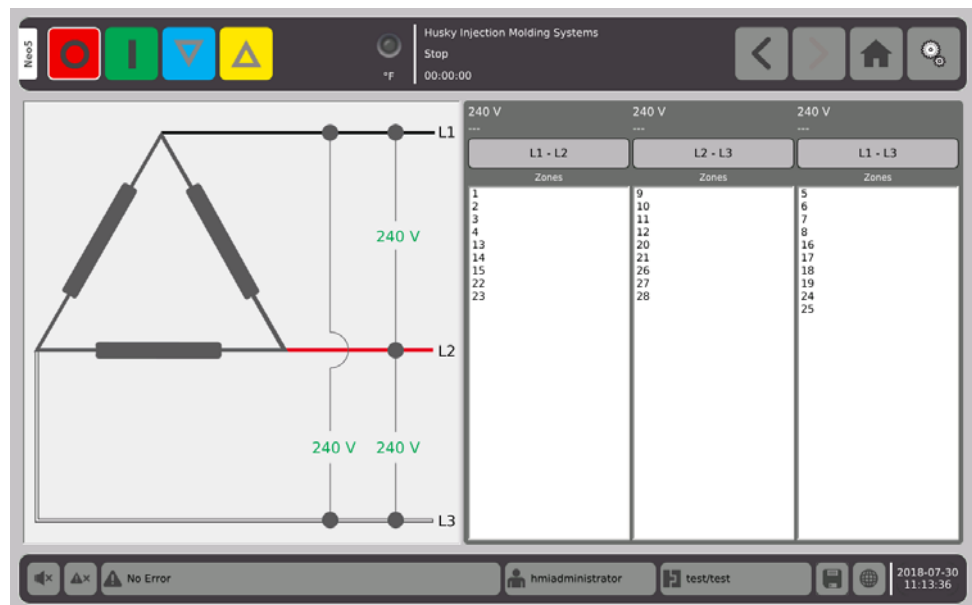 Neo5
°F
Husky Injection Molding Systems
Stop
00:00:00
L1
240 V
L2
240 V 240 V
L3
240 V 240 V 240 V
--- --- ---
L1 - L2 L2 - L3 L1 - L3
Zones Zones Zones
1 9 5
2 10 6
3 11 7
4 12 8
13 20 16
14 21 17
15 26 18
22 27 19
23 28 24
25
No Error
hmiadministrator
test/test
2018-07-30
11:13:36